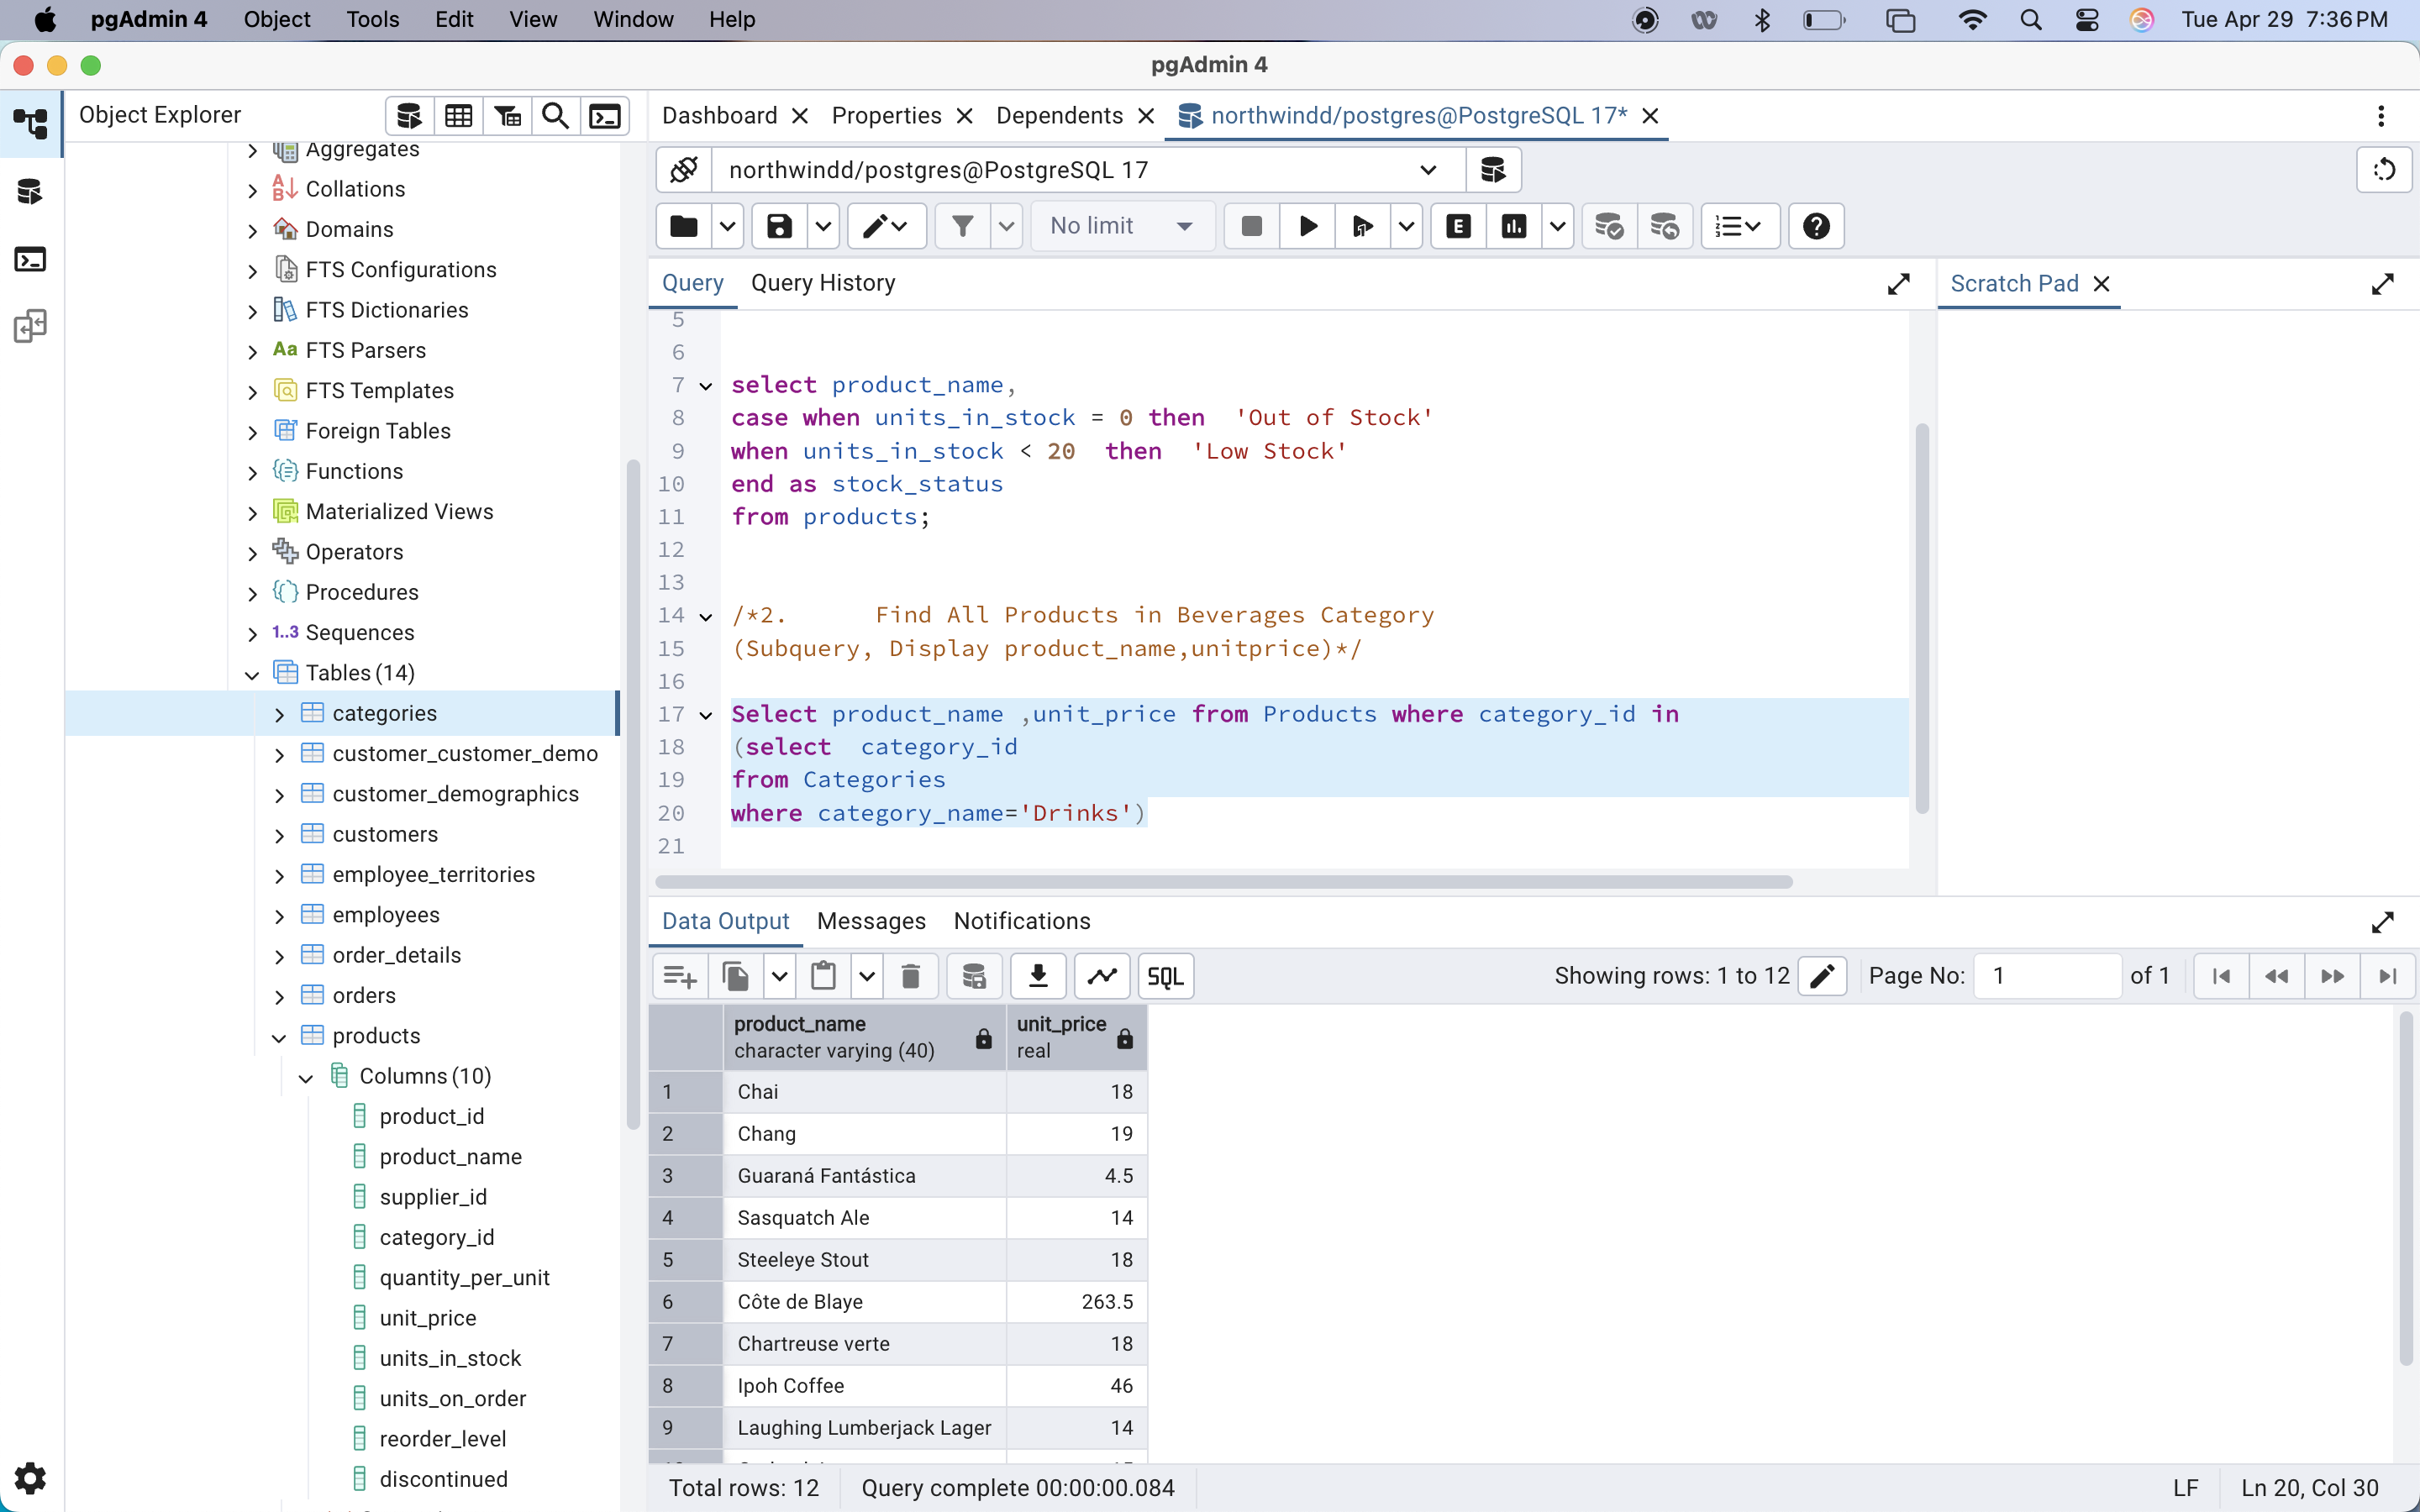 pgAdmin 4 Object Tools Edit View Window Help Tue Apr 29 7:36 PM
pgAdmin 4
Object Explorer
Aggregates
Collations
Domains
FTS Configurations
FTS Dictionaries
Aa FTS Parsers
FTS Templates
Foreign Tables
Functions
Materialized Views
Operators
Procedures
1..3 Sequences
Tables (14)
categories
customer_customer_demo
customer_demographics
customers
employee_territories
employees
order_details
orders
products
Columns (10)
product_id
product_name
supplier_id
category_id
quantity_per_unit
unit_price
units_in_stock
units_on_order
reorder_level
discontinued
Dashboard Properties Dependents northwindd/postgres@PostgreSQL 17*
northwindd/postgres@PostgreSQL 17
No limit E
Query Query History Scratch Pad
5
6
7 select product_name,
8 case when units_in_stock = 0 then 'Out of Stock'
9 when units_in_stock < 20 then 'Low Stock'
10 end as stock_status
11 from products;
12
13
14 /*2. Find All Products in Beverages Category
15 (Subquery, Display product_name,unitprice)*/
16
17 Select product_name ,unit_price from Products where category_id in
18 (select category_id
19 from Categories
20 where category_name='Drinks')
21
Data Output Messages Notifications
SQL Showing rows: 1 to 12 Page No: 1 of 1
product_name unit_price
character varying (40) real
1 Chai 18
2 Chang 19
3 Guaraná Fantástica 4.5
4 Sasquatch Ale 14
5 Steeleye Stout 18
6 Côte de Blaye 263.5
7 Chartreuse verte 18
8 Ipoh Coffee 46
9 Laughing Lumberjack Lager 14
Total rows: 12 Query complete 00:00:00.084 LF Ln 20, Col 30